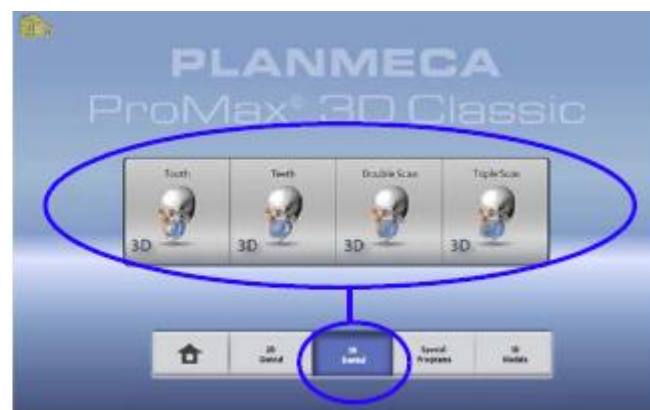 PLANMECA
ProMax® 3D Classic
Tooth
Teeth
Double Scan
Triple Scan
3D
3D
3D
3D
2D
Dental
3D
Dental
Special
Programs
3D
Models